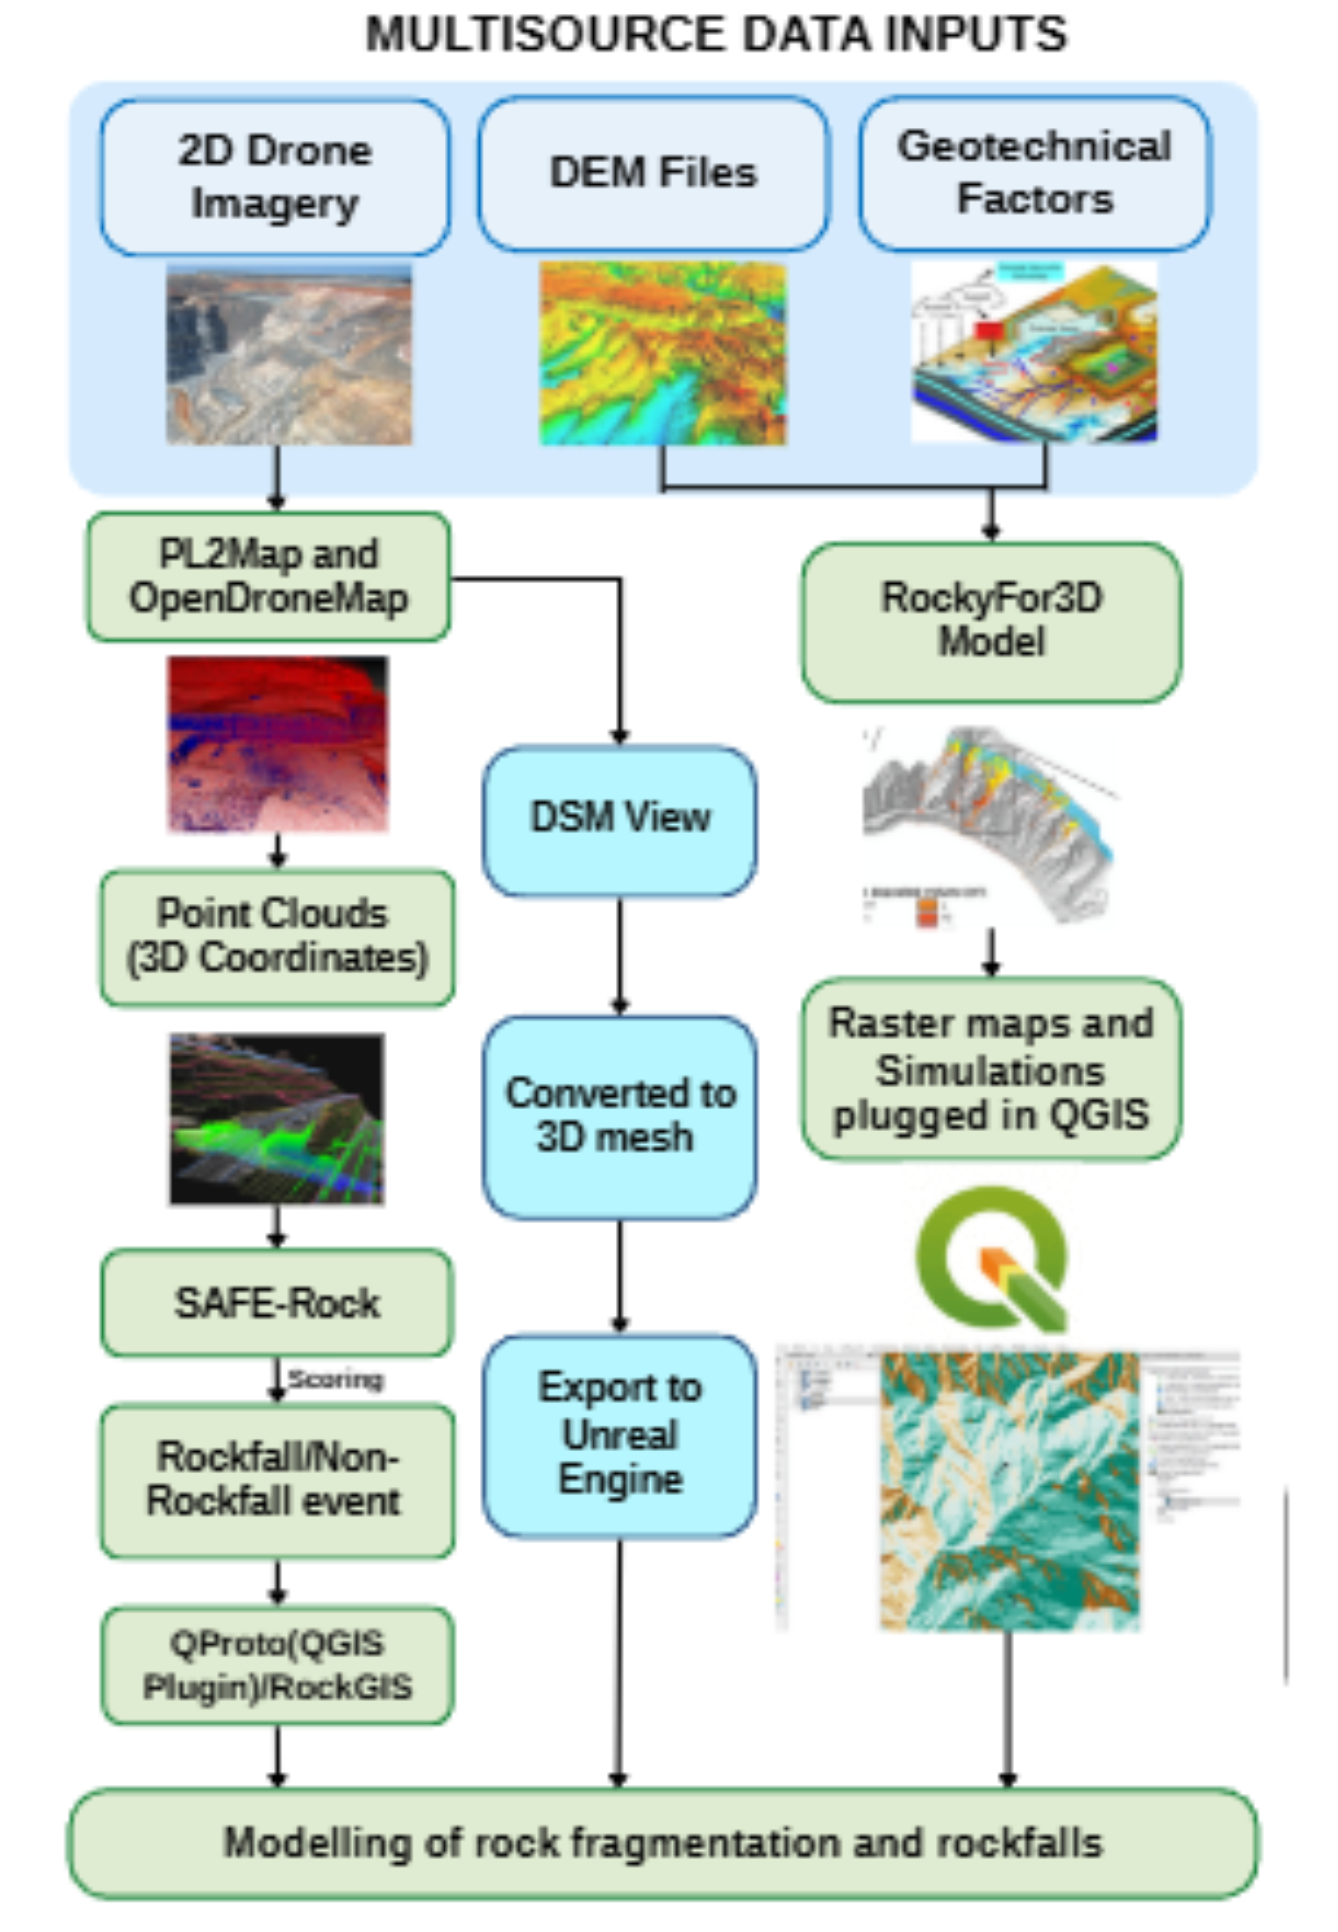 MULTISOURCE DATA INPUTS
2D Drone
Imagery
DEM Files
Geotechnical
Factors
PL2Map and
OpenDroneMap
RockyFor3D
Model
DSM View
Point Clouds
(3D Coordinates)
Converted to
3D mesh
Raster maps and
Simulations
plugged in QGIS
SAFE-Rock
Scoring
Export to
Unreal
Engine
Rockfall/Non-
Rockfall event
QProto(QGIS
Plugin)/RockGIS
Modelling of rock fragmentation and rockfalls